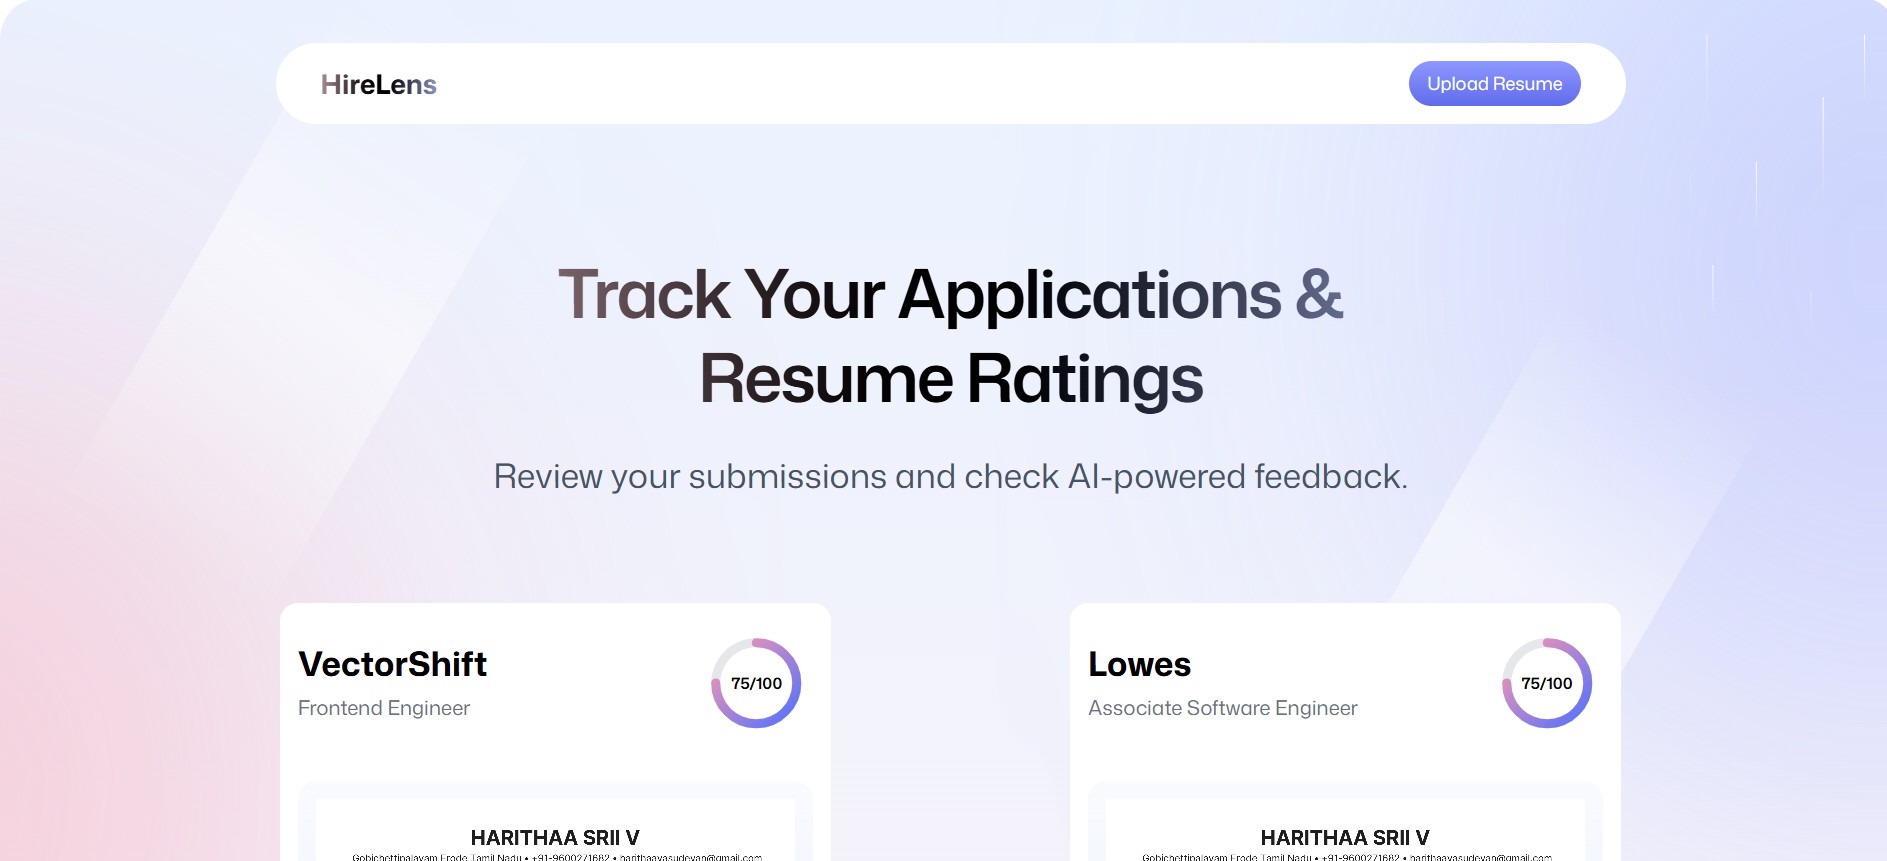 HireLens
Upload Resume
Track Your Applications &
Resume Ratings
Review your submissions and check AI-powered feedback.
VectorShift
Frontend Engineer
75/100
HARITHAA SRII V
Gobichettipalayam Erode Tamil Nadu • +91-9600271682 • harithaavasudevan@gmail.com
Lowes
Associate Software Engineer
75/100
HARITHAA SRII V
Gobichettipalayam Erode Tamil Nadu • +91-9600271682 • harithaavasudevan@gmail.com